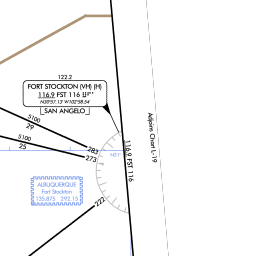 122.2
FORT STOCKTON (VH) (H)
116.9 FST 116
N30°57.13' W102°58.54'
SAN ANGELO
5100
29
5100
25
283
273
222
116.9 FST 116
Adjoins Chart L-19
ALBUQUERQUE
Fort Stockton
135.875 292.15